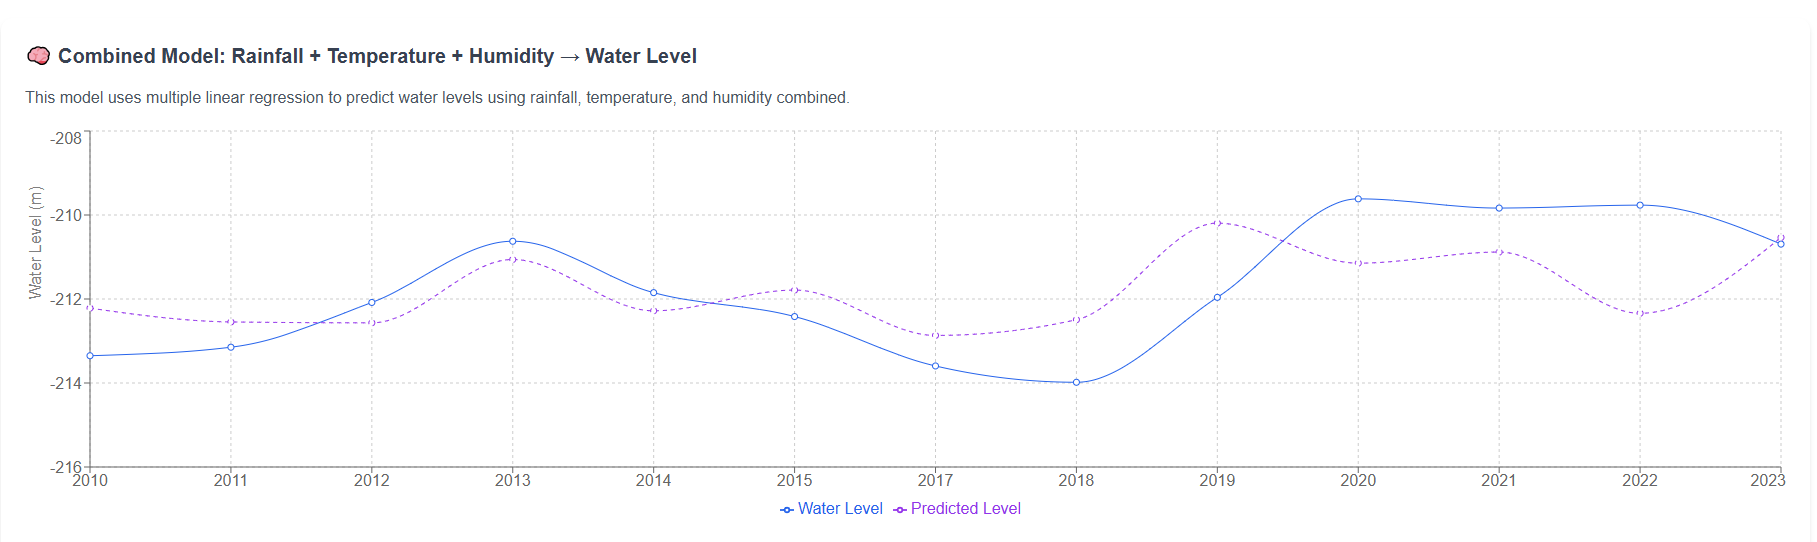 🧠 Combined Model: Rainfall + Temperature + Humidity → Water Level
This model uses multiple linear regression to predict water levels using rainfall, temperature, and humidity combined.
Water Level (m)
-208
-210
-212
-214
-216
2010 2011 2012 2013 2014 2015 2017 2018 2019 2020 2021 2022 2023
Water Level Predicted Level